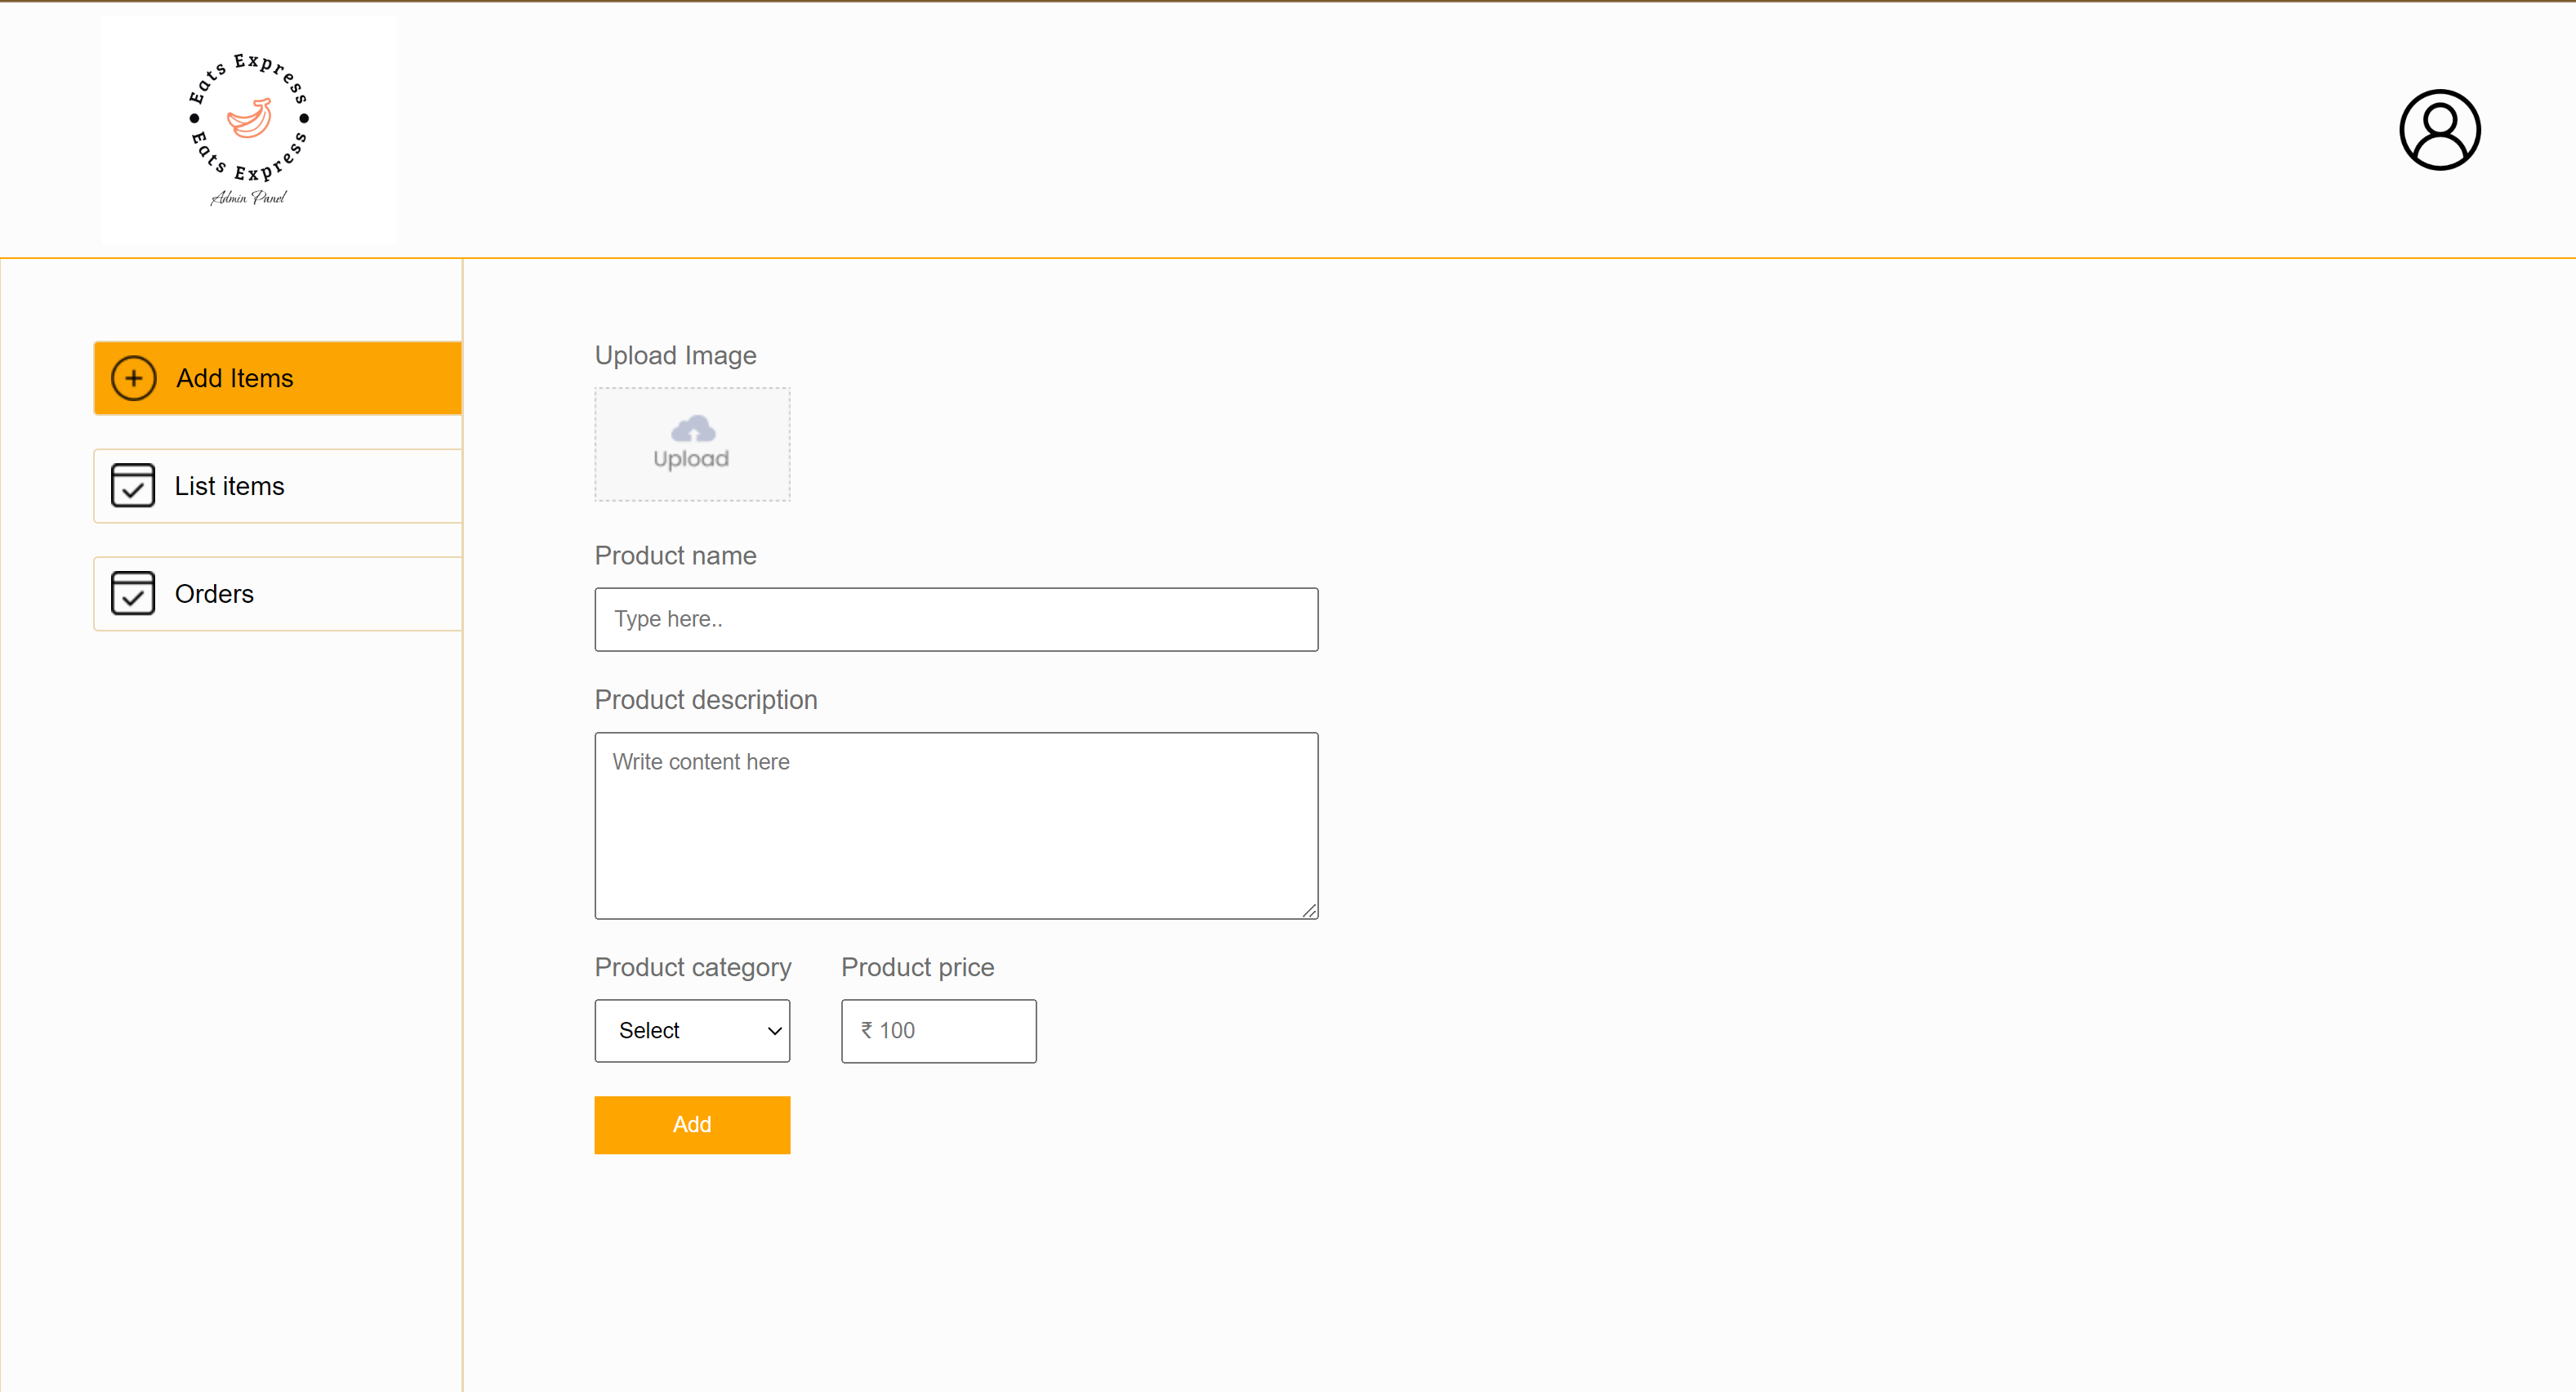 Eats Express
Eats Express
Admin Panel
Add Items
List items
Orders
Upload Image
Upload
Product name
Type here..
Product description
Write content here
Product category Product price
Select ₹ 100
Add